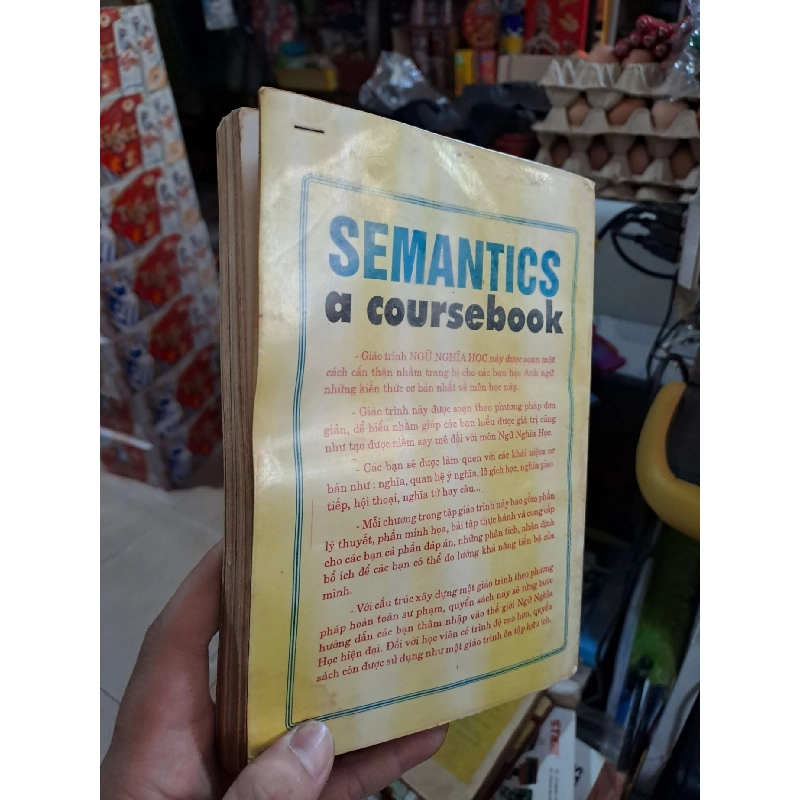 SEMANTICS
a coursebook
- Giáo trình NGỮ NGHĨA HỌC này được soạn một
cách cẩn thận nhằm trang bị cho các bạn học Anh ngữ
những kiến thức cơ bản nhất về môn học này.
- Giáo trình này được soạn theo phương pháp đơn
giản, dể hiểu nhằm giúp các bạn hiểu được giá trị cũng
như tạo được niềm say mê đối với môn Ngữ Nghĩa Học.
- Các bạn sẽ được làm quen với các khái niệm cơ
bản như : nghĩa, quan hệ ý nghĩa, lô gích học, nghĩa giao
tiếp, hội thoại, nghĩa từ hay câu...
- Mỗi chương trong tập giáo trình này bao gồm phần
lý thuyết, phần minh họa, bài tập thực hành và cung cấp
cho các bạn cả phần đáp án, những phân tích, nhận định
bổ ích để các bạn có thể đo lường khả năng tiến bộ của
mình.
- Với cấu trúc xây dựng một giáo trình theo phương
pháp hoàn toàn sư phạm, quyển sách này sẽ từng bước
hướng dẫn các bạn thâm nhập vào thế giới Ngữ Nghĩa
Học hiện đại. Đối với học viên có trình độ cao hơn, quyển
sách còn được sử dụng như một giáo trình ôn tập hữu ích.
Tiger